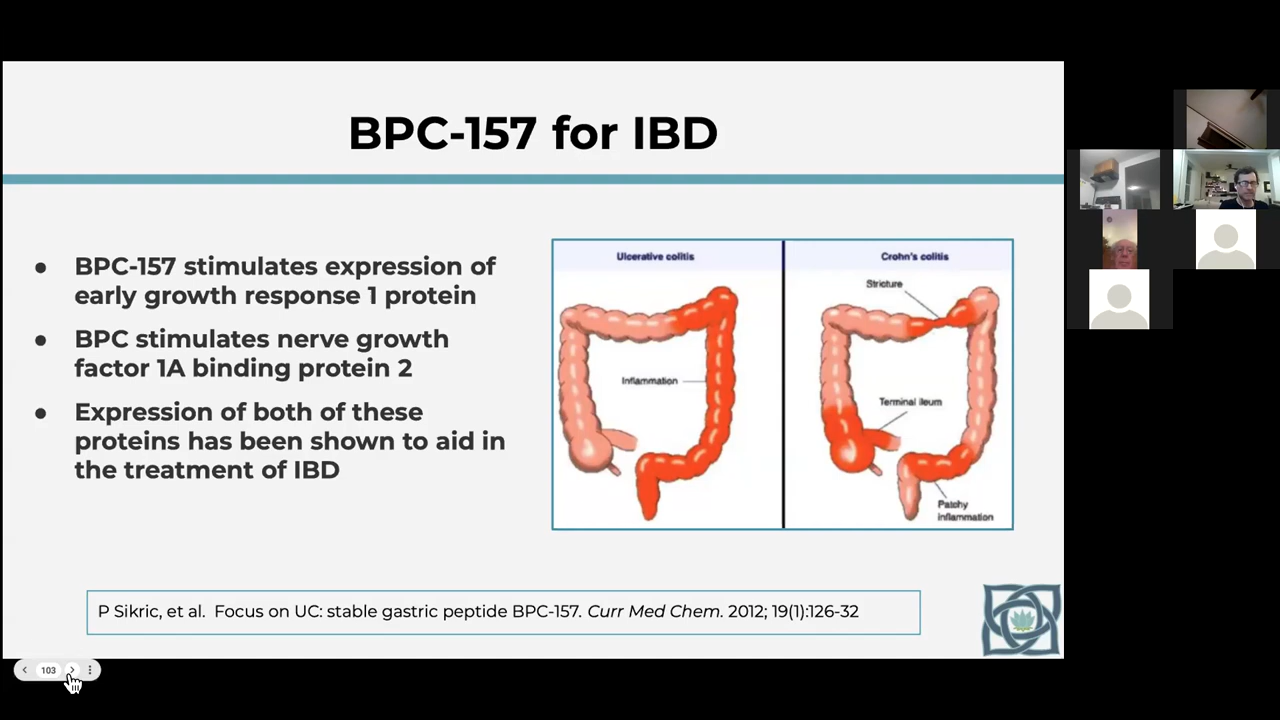 BPC-157 for IBD
● BPC-157 stimulates expression of
early growth response 1 protein
● BPC stimulates nerve growth
factor 1A binding protein 2
● Expression of both of these
proteins has been shown to aid in
the treatment of IBD
Ulcerative colitis
Inflammation
Crohn's colitis
Stricture
Terminal ileum
Patchy
inflammation
P Sikric, et al.  Focus on UC: stable gastric peptide BPC-157. Curr Med Chem. 2012; 19(1):126-32
103